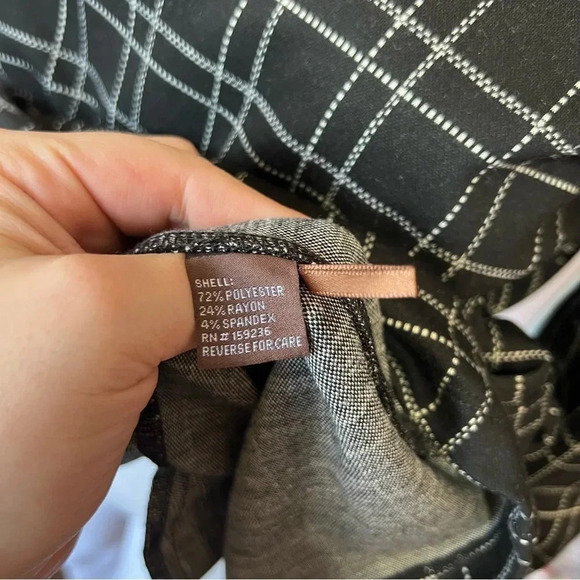 SHELL:
72% POLYESTER
24% RAYON
4% SPANDEX
RN# 159236
REVERSE FOR CARE